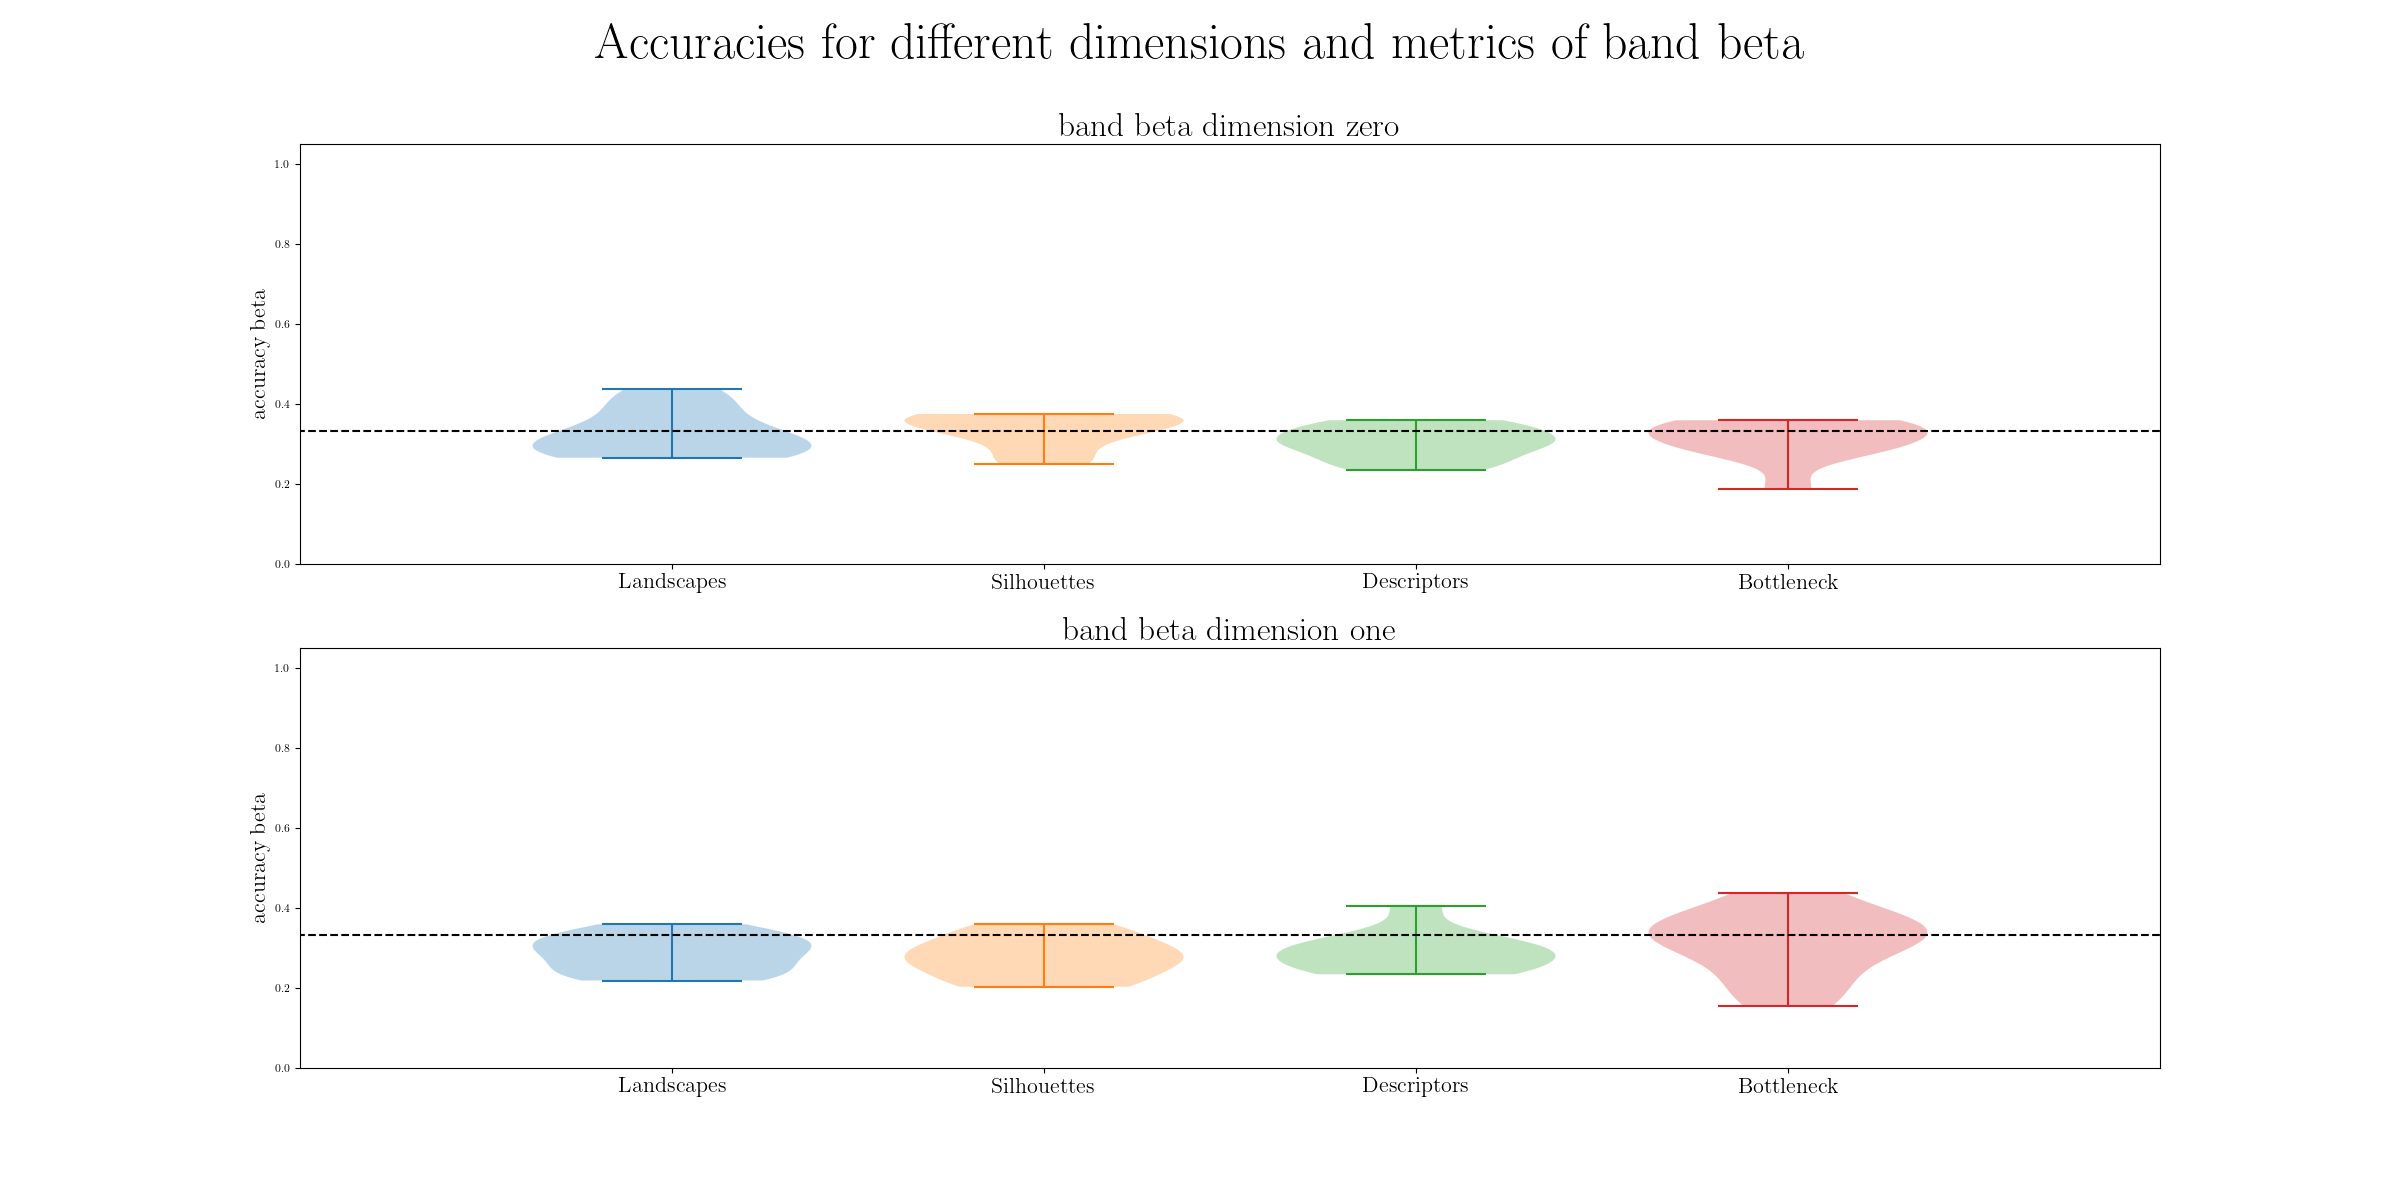 Accuracies for different dimensions and metrics of band beta
band beta dimension zero
accuracy beta
1.0
0.8
0.6
0.4
0.2
0.0
Landscapes Silhouettes Descriptors Bottleneck
band beta dimension one
accuracy beta
1.0
0.8
0.6
0.4
0.2
0.0
Landscapes Silhouettes Descriptors Bottleneck